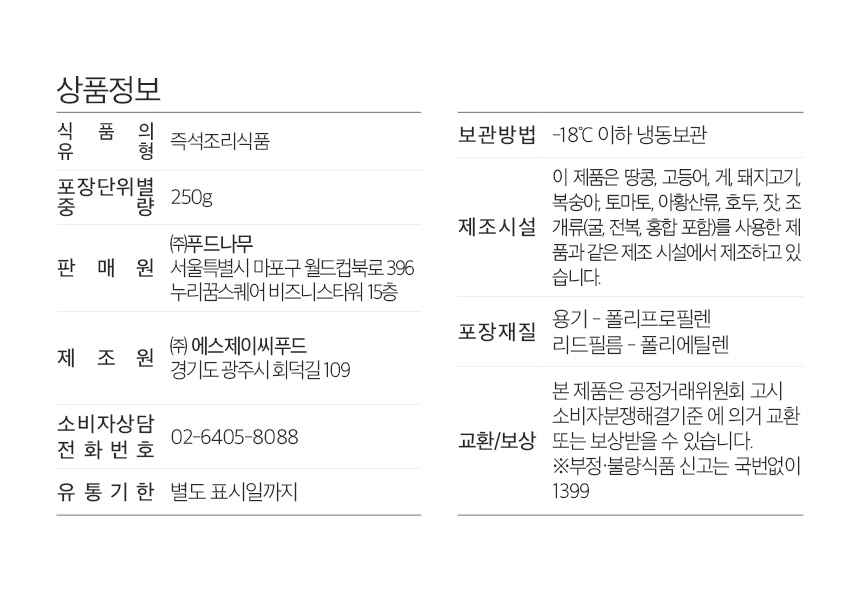 상품정보
식 품 의
유 형
즉석조리식품
포장단위별
중 량
250g
판 매 원
㈜푸드나무
서울특별시 마포구 월드컵북로 396
누리꿈스퀘어 비즈니스타워 15층
제 조 원
㈜ 에스제이씨푸드
경기도 광주시 회덕길 109
소비자상담
전 화 번 호
02-6405-8088
유 통 기 한
별도 표시일까지
보관방법
-18℃ 이하 냉동보관
제조시설
이 제품은 땅콩, 고등어, 게, 돼지고기,
복숭아, 토마토, 아황산류, 호두, 잣, 조
개류(굴, 전복, 홍합 포함)를 사용한 제
품과 같은 제조 시설에서 제조하고 있
습니다.
포장재질
용기 - 폴리프로필렌
리드필름 - 폴리에틸렌
교환/보상
본 제품은 공정거래위원회 고시
소비자분쟁해결기준 에 의거 교환
또는 보상받을 수 있습니다.
※부정·불량식품 신고는 국번없이
1399